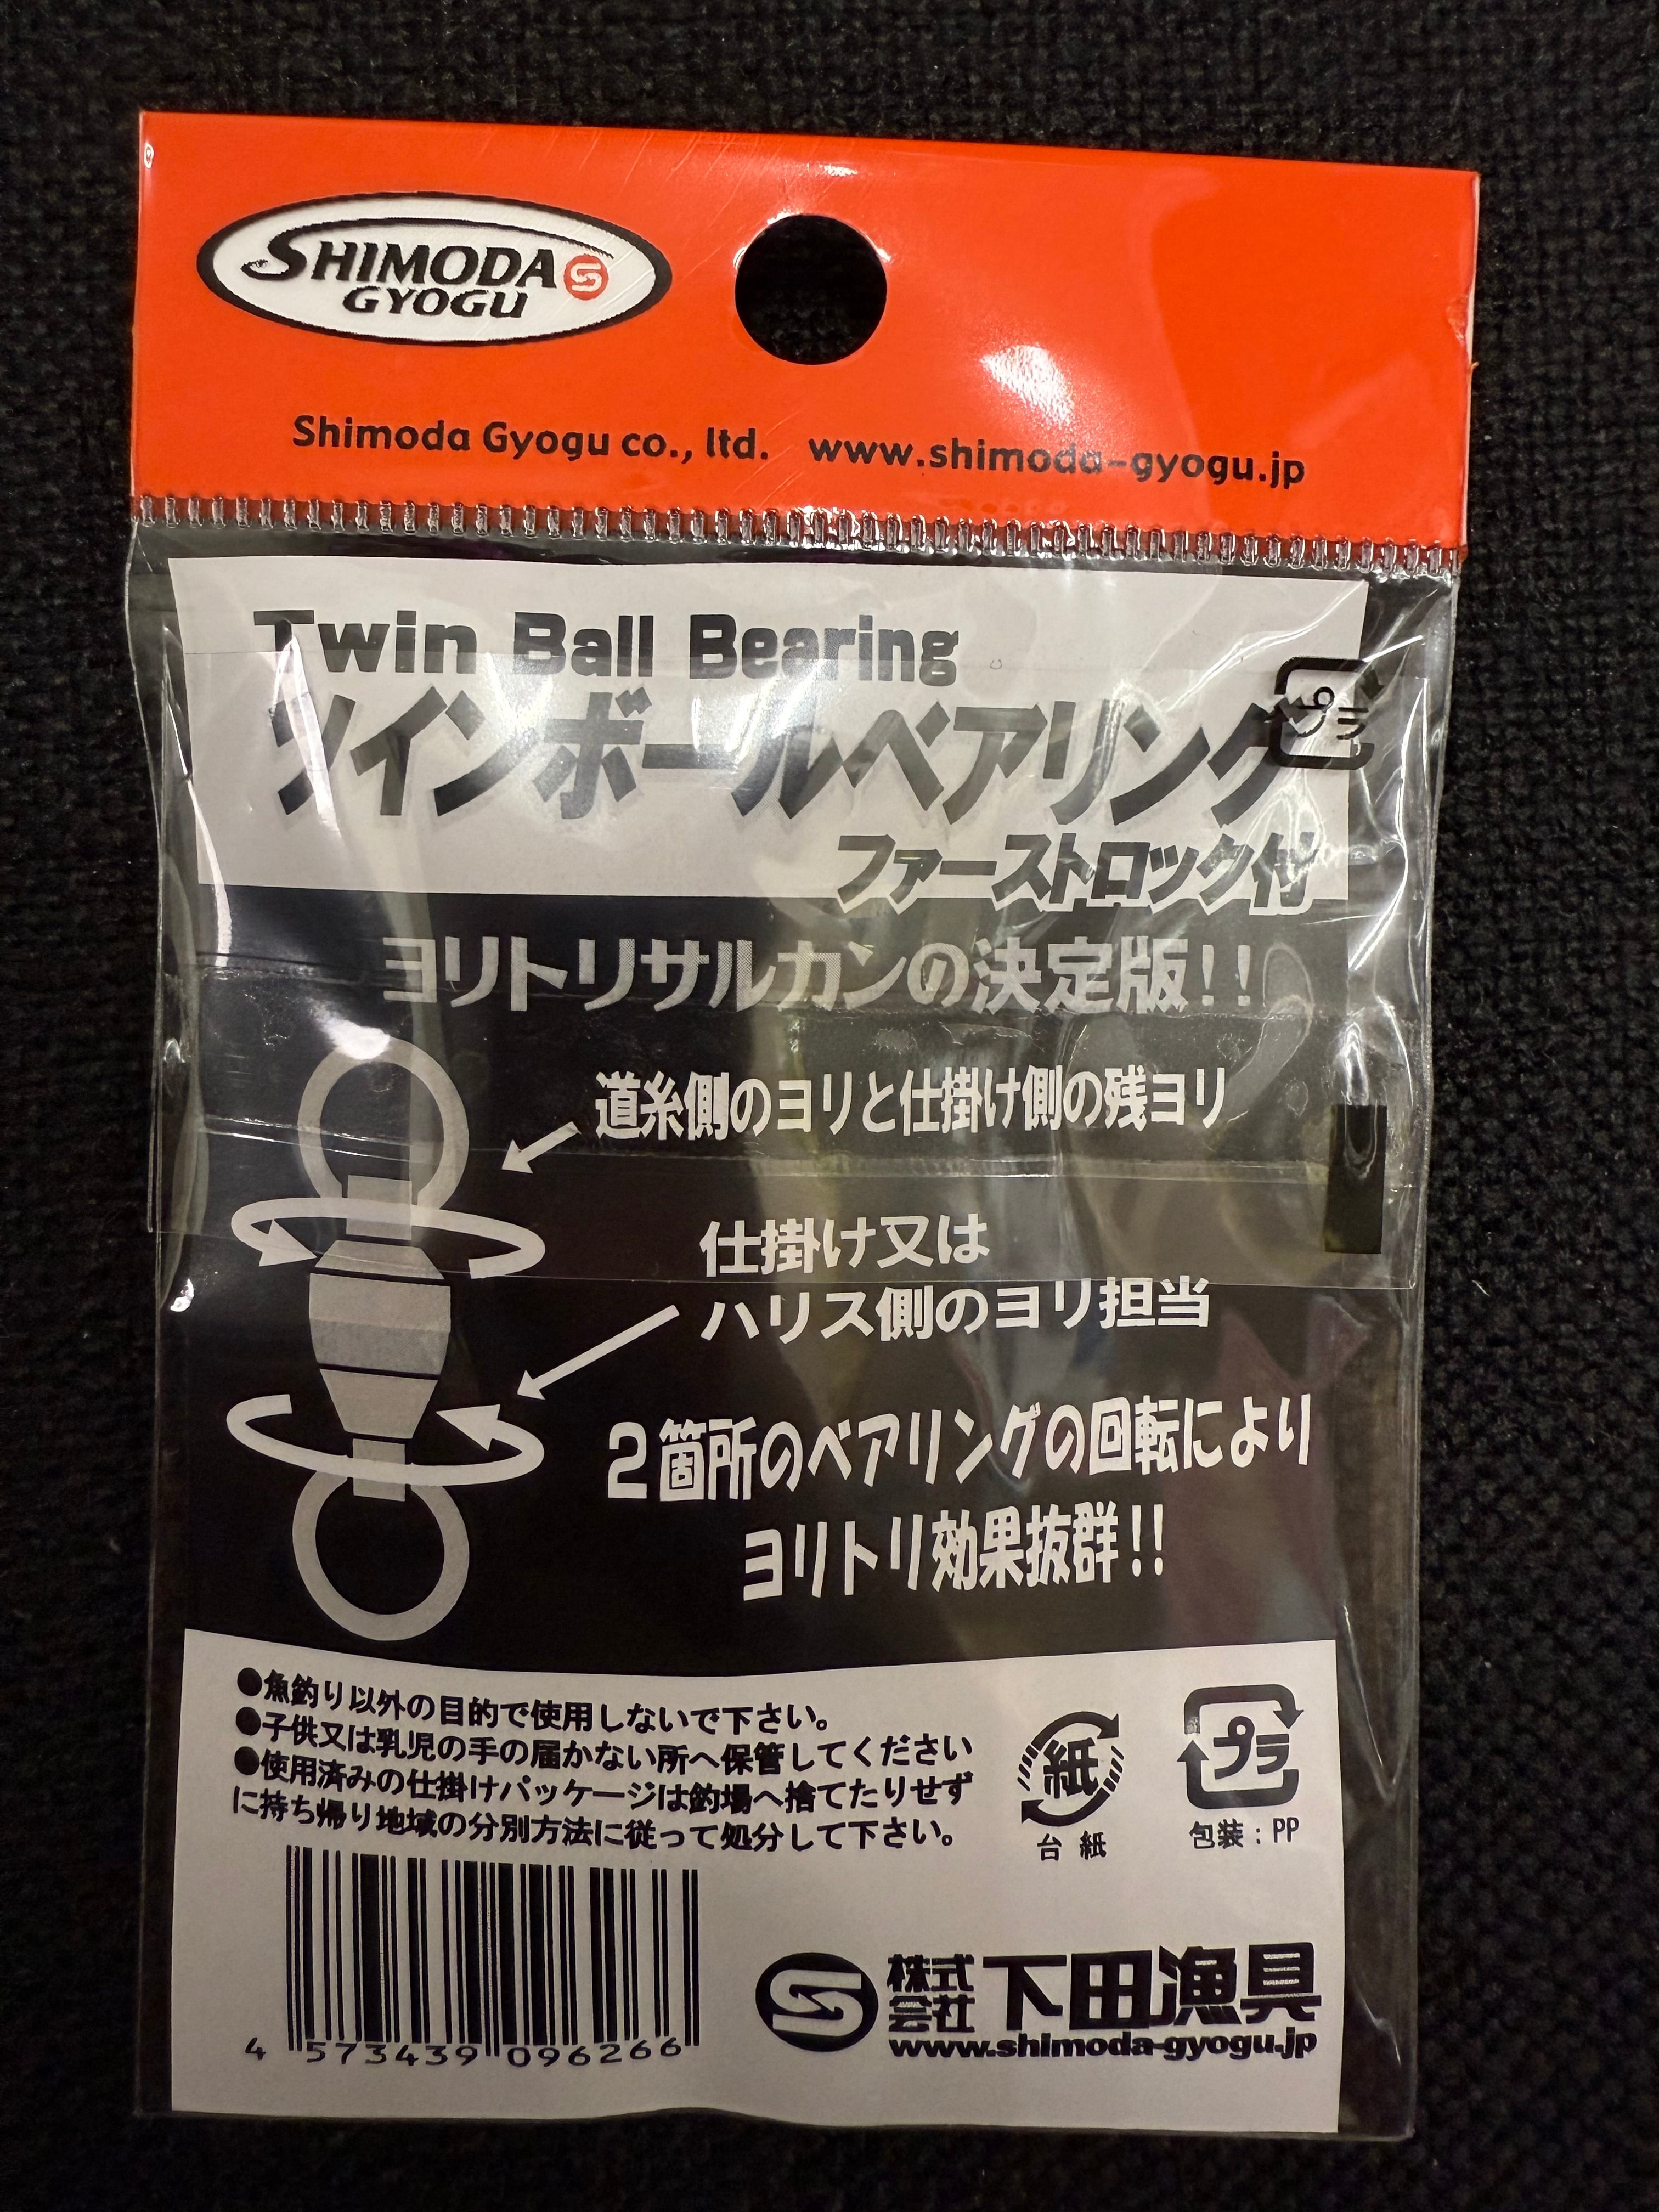 SHIMODA
GYOGU
Shimoda Gyogu co., ltd. www.shimoda-gyogu.jp
Twin Ball Bearing
ツインボールベアリング
プラ
ファーストロック付
ヨリトリサルカンの決定版!!
道糸側のヨリと仕掛け側の残ヨリ
仕掛け又は
ハリス側のヨリ担当
2箇所のベアリングの回転により
ヨリトリ効果抜群!!
●魚釣り以外の目的で使用しないで下さい。
●子供又は乳児の手の届かない所へ保管してください
●使用済みの仕掛けパッケージは釣場へ捨てたりせず
に持ち帰り地域の分別方法に従って処分して下さい。
紙
台紙
プラ
包装:PP
4 573439 096266
株式会社 下田漁具
www.shimoda-gyogu.jp